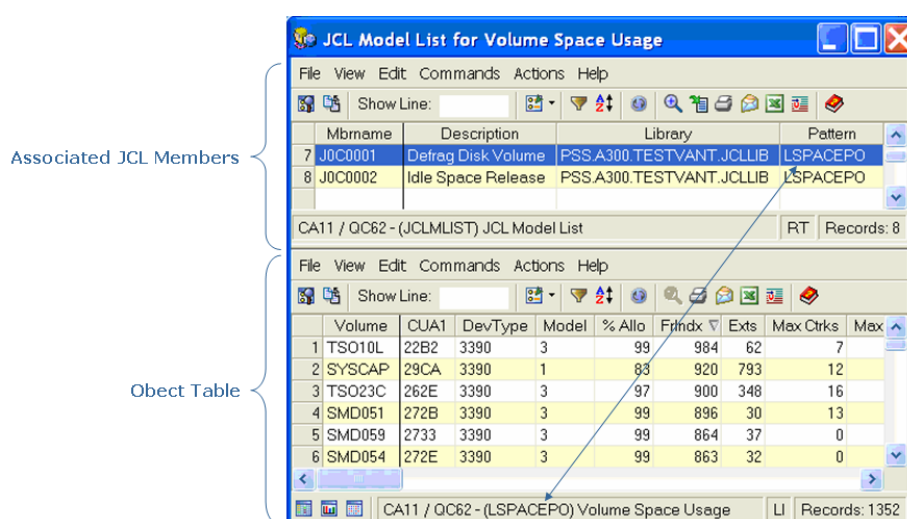 JCL Model List for Volume Space Usage
File View Edit Commands Actions Help
Show Line:
Mbrname Description Library Pattern
7 J0C0001 Defrag Disk Volume PSS.A300.TESTVANT.JCLLIB LSPACEPO
8 J0C0002 Idle Space Release PSS.A300.TESTVANT.JCLLIB LSPACEPO
Associated JCL Members
CA11 / QC62 - (JCLMLIST) JCL Model List RT Records: 8
File View Edit Commands Actions Help
Show Line:
Volume CUA1 DevType Model % Allo FrIndx Exts Max Ctrks Max
1 TSO10L 22B2 3390 3 99 984 62 7
2 SYSCAP 29CA 3390 1 83 920 793 12
3 TSO23C 262E 3390 3 97 900 348 16
Obect Table
4 SMD051 272B 3390 3 99 896 30 13
5 SMD059 2733 3390 3 99 864 37 0
6 SMD054 272E 3390 3 99 863 32 0
CA11 / QC62 - (LSPACEPO) Volume Space Usage LI Records: 1352